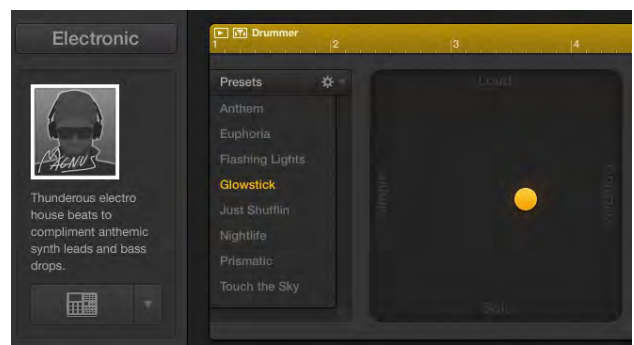 Electronic
Drummer
1 2 3 4
MAGNUS
Thunderous electro
house beats to
compliment anthemic
synth leads and bass
drops.
Presets
Anthem
Euphoria
Flashing Lights
Glowstick
Just Shufflin
Nightlife
Prismatic
Touch the Sky
Loud
Simple
Complex
Soft